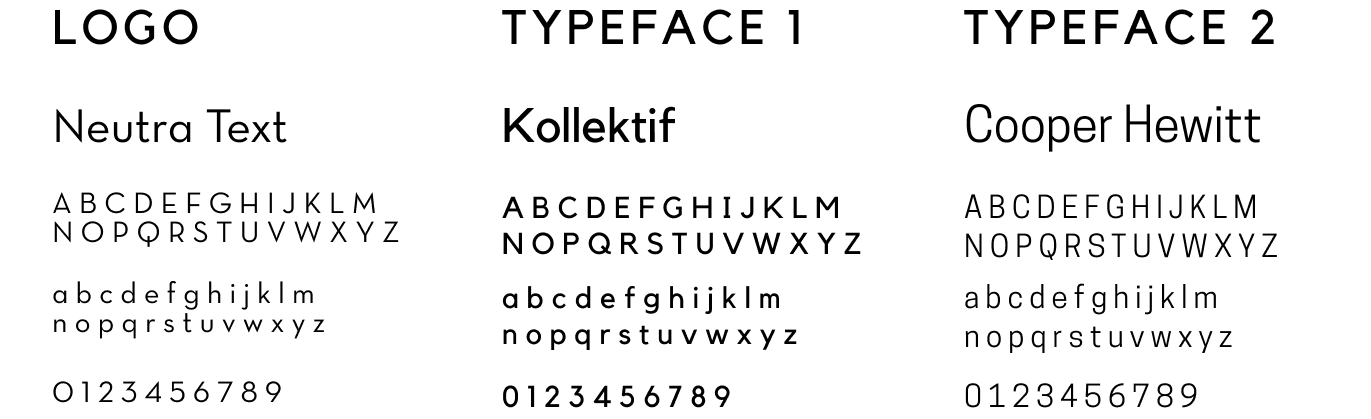 LOGO
Neutra Text
A B C D E F G H I J K L M
N O P Q R S T U V W X Y Z
a b c d e f g h i j k l m
n o p q r s t u v w x y z
0 1 2 3 4 5 6 7 8 9
TYPEFACE 1
Kollektif
A B C D E F G H I J K L M
N O P Q R S T U V W X Y Z
a b c d e f g h i j k l m
n o p q r s t u v w x y z
0 1 2 3 4 5 6 7 8 9
TYPEFACE 2
Cooper Hewitt
A B C D E F G H I J K L M
N O P Q R S T U V W X Y Z
a b c d e f g h i j k l m
n o p q r s t u v w x y z
0 1 2 3 4 5 6 7 8 9